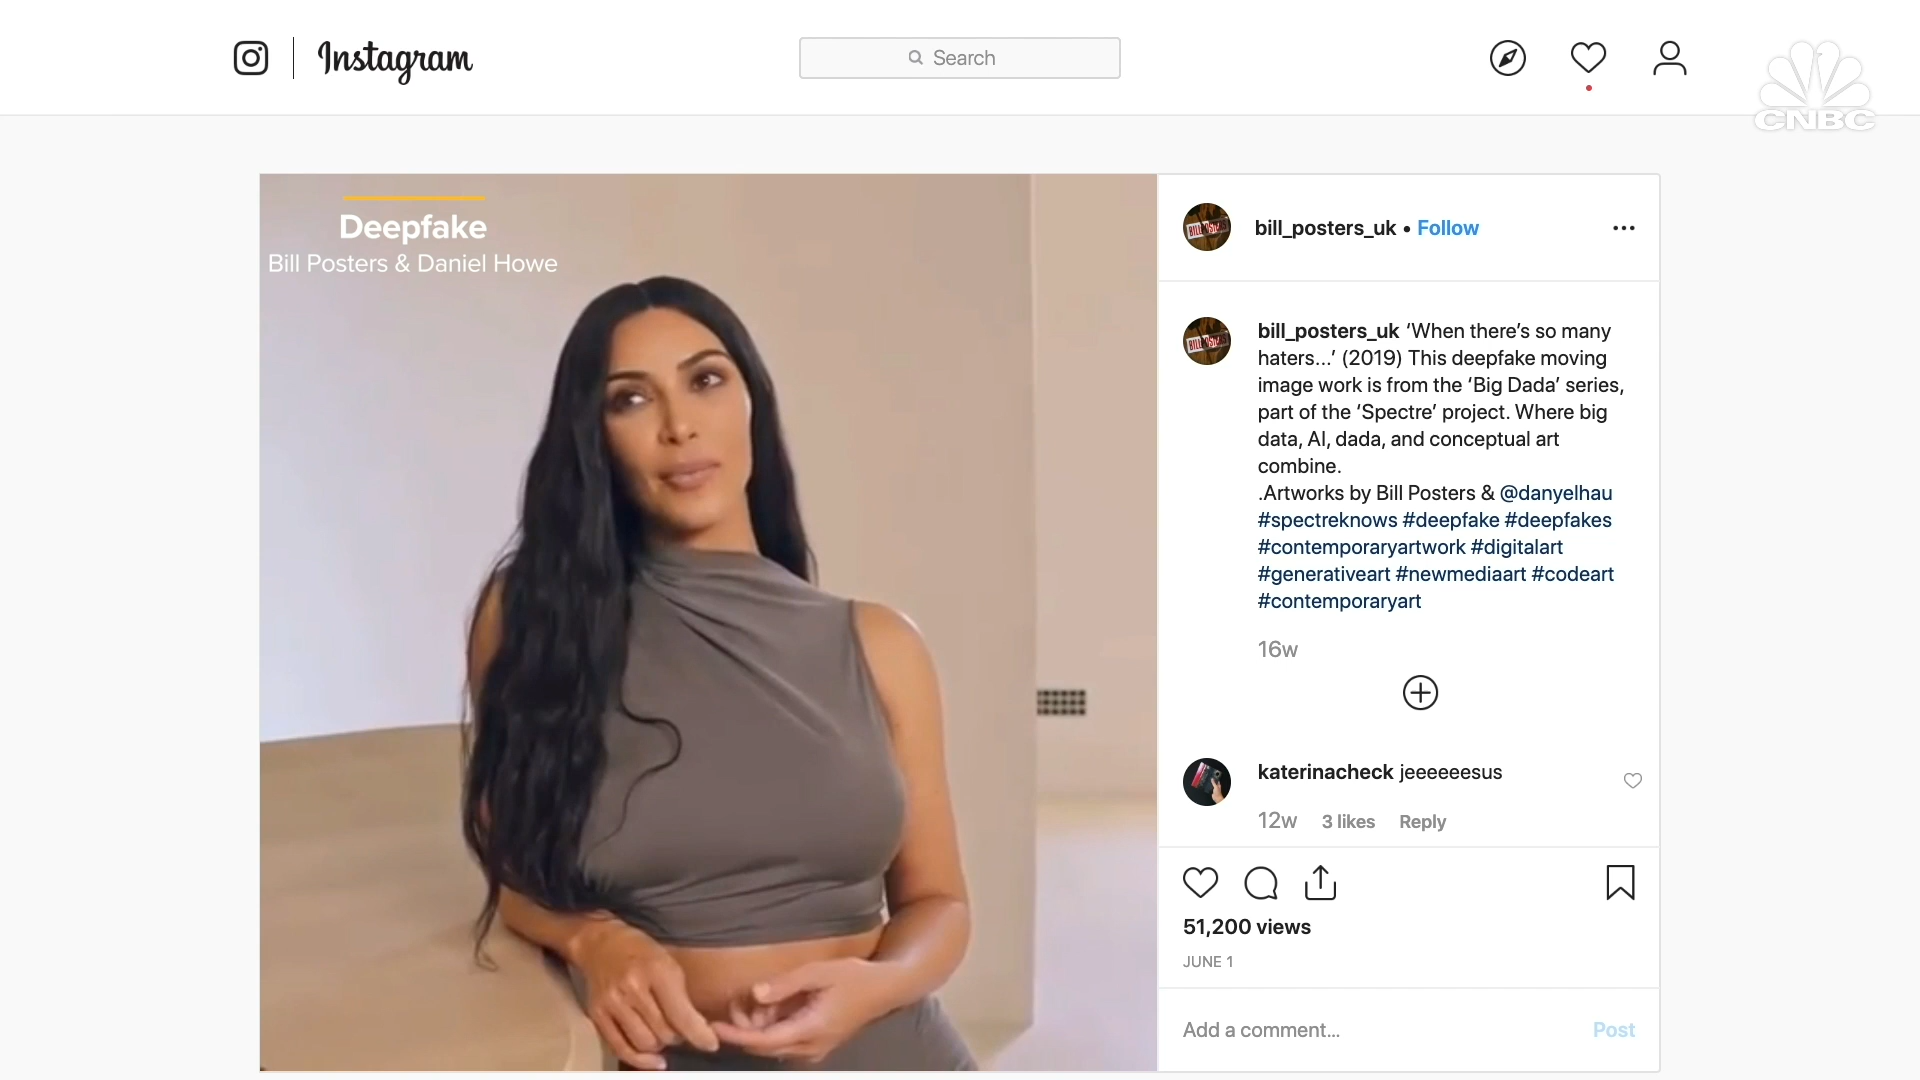 Instagram
Search
CNBC
Deepfake
Bill Posters & Daniel Howe
bill_posters_uk • Follow
bill_posters_uk ‘When there’s so many
haters...’ (2019) This deepfake moving
image work is from the ‘Big Dada’ series,
part of the ‘Spectre’ project. Where big
data, AI, dada, and conceptual art
combine.
.Artworks by Bill Posters & @danyelhau
#spectreknows #deepfake #deepfakes
#contemporaryartwork #digitalart
#generativeart #newmediaart #codeart
#contemporaryart
16w
katerinacheck jeeeeeesus
12w 3 likes Reply
51,200 views
JUNE 1
Add a comment... Post